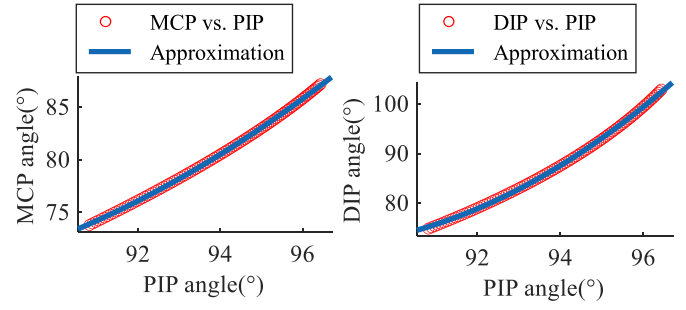 MCP vs. PIP
Approximation
85
80
75
MCP angle(°)
92
94
96
PIP angle(°)
DIP vs. PIP
Approximation
100
90
80
DIP angle(°)
92
94
96
PIP angle(°)